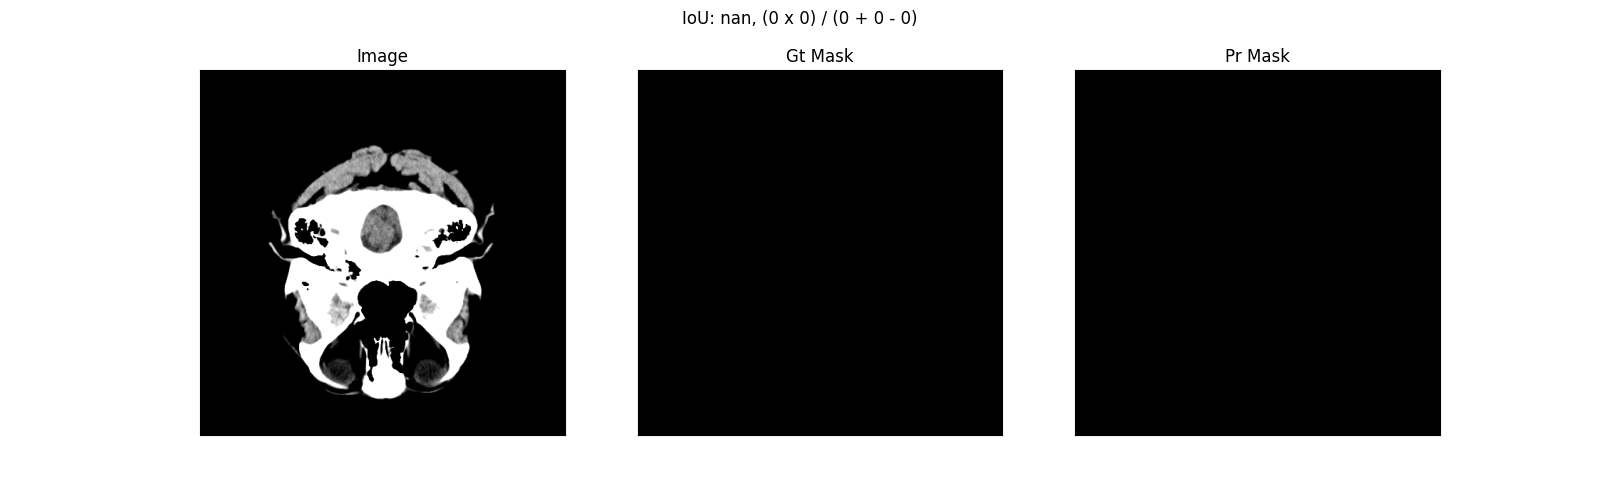 IoU: nan, (0 x 0) / (0 + 0 - 0)
Image
Gt Mask
Pr Mask